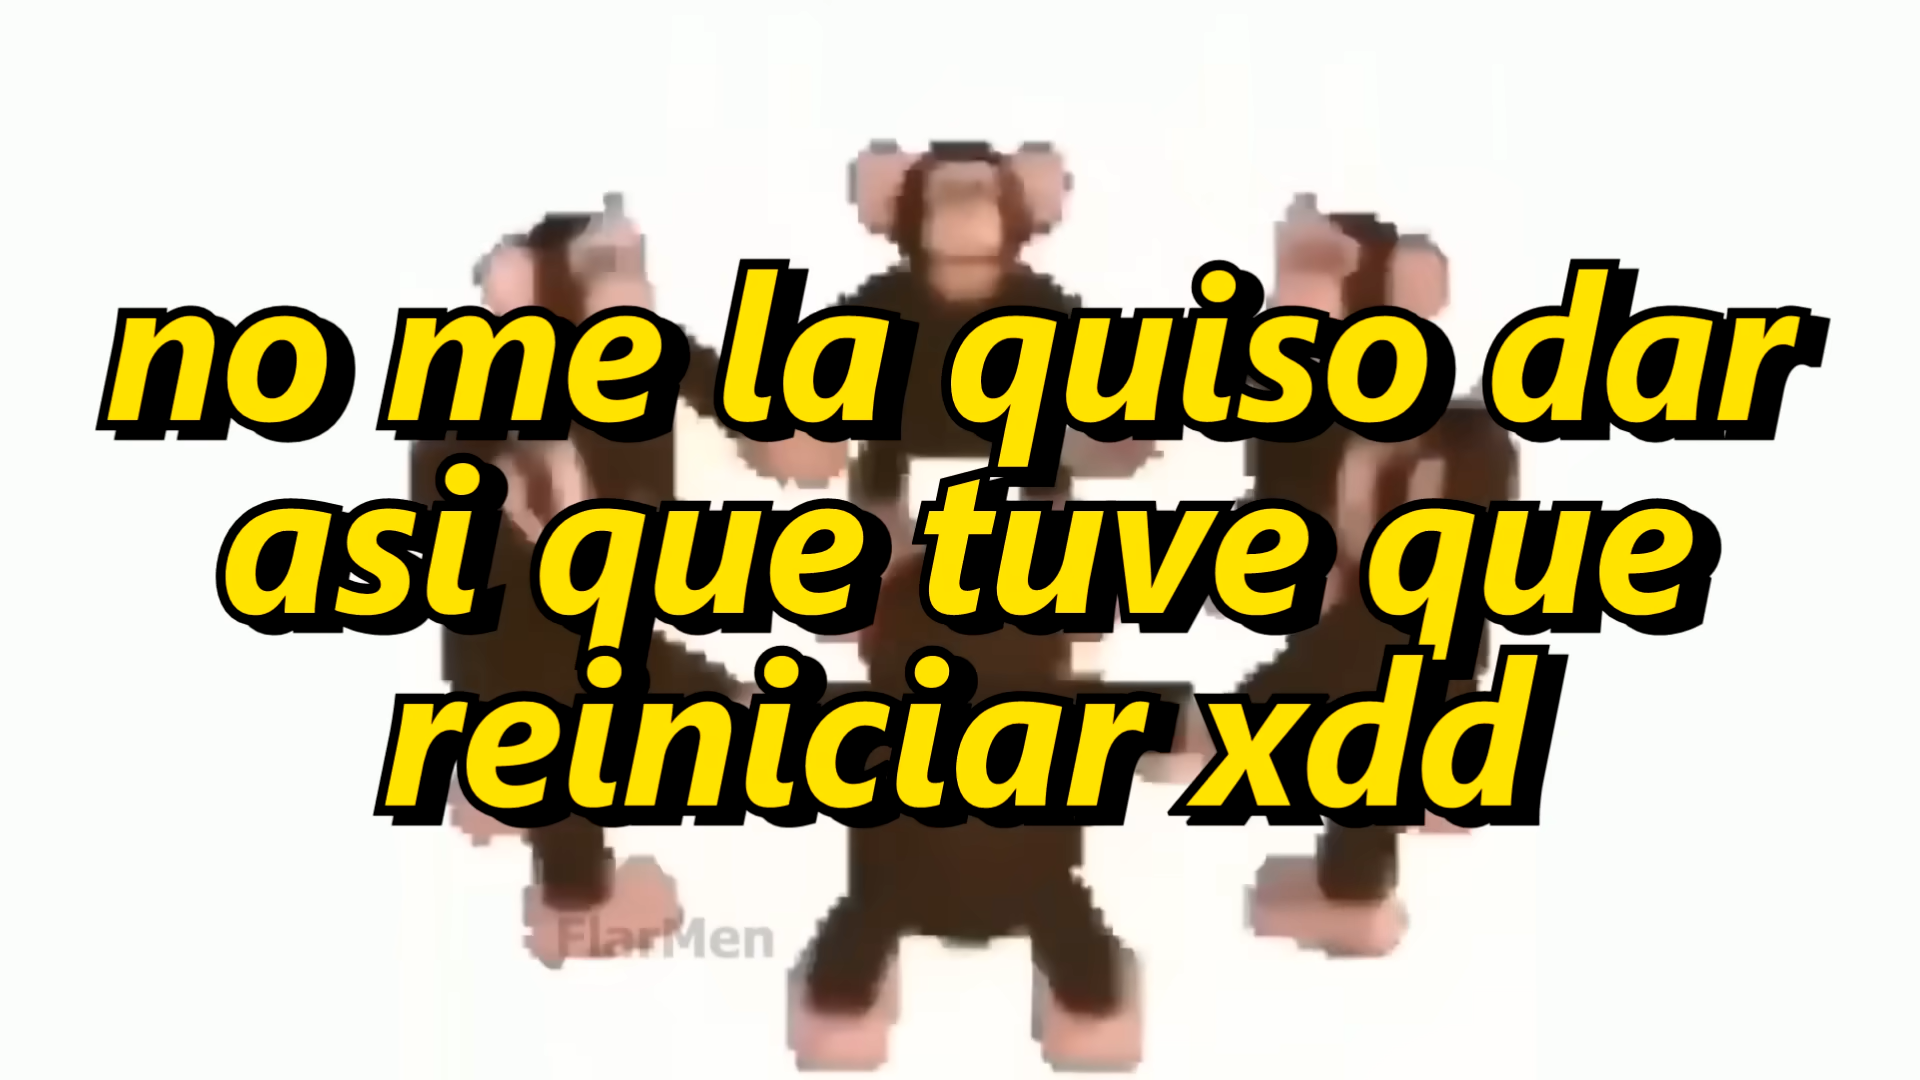 no me la quiso dar
asi que tuve que
reiniciar xdd
FlarMen